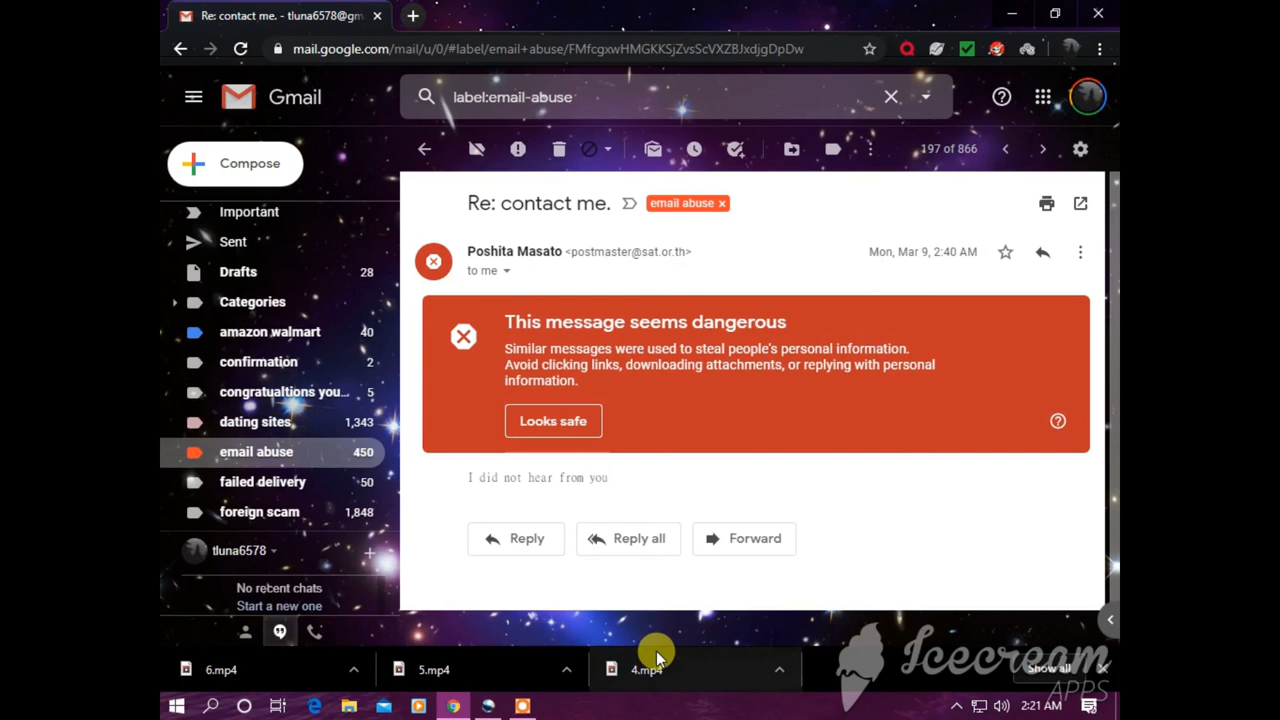 Re: contact me. - tluna6578@gm
mail.google.com/mail/u/0/#label/email+abuse/FMfcgxwHMGKKSjZvsScVXZBJxdjgDpDw
Gmail
label:email-abuse
Compose
197 of 866
Important
Sent
Drafts 28
Categories
amazon walmart 40
confirmation 2
congratualtions you... 5
dating sites 1,343
email abuse 450
failed delivery 50
foreign scam 1,848
tluna6578
No recent chats
Start a new one
Re: contact me.
email abuse x
Poshita Masato <postmaster@sat.or.th>
Mon, Mar 9, 2:40 AM
to me
This message seems dangerous
Similar messages were used to steal people's personal information.
Avoid clicking links, downloading attachments, or replying with personal
information.
Looks safe
I did not hear from you
Reply
Reply all
Forward
6.mp4
5.mp4
4.mp4
Show all
Icecream
APPS
2:21 AM